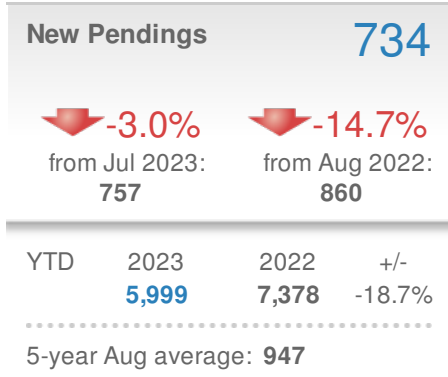 New Pendings 734
-3.0% -14.7%
from Jul 2023: from Aug 2022:
757 860
YTD 2023 2022 +/-
5,999 7,378 -18.7%
5-year Aug average: 947